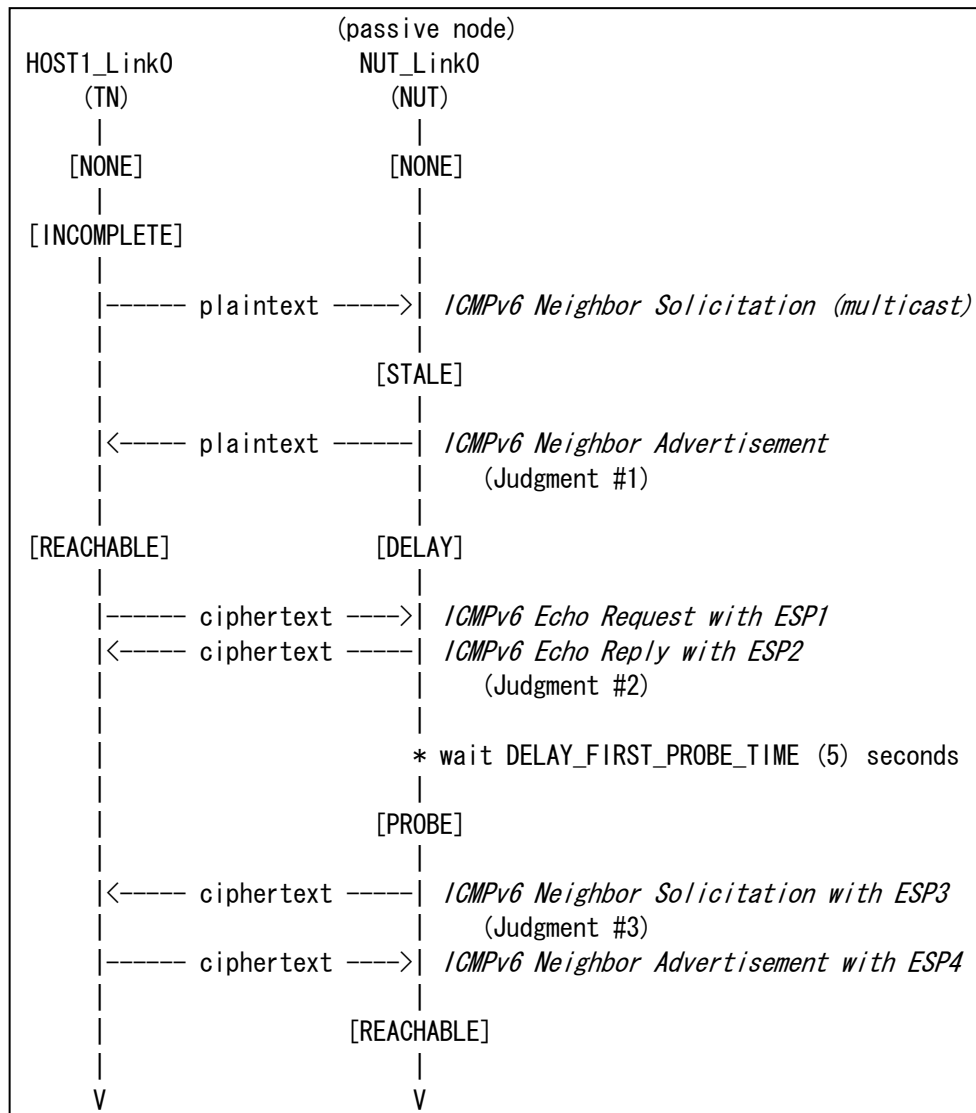 (passive node)
HOST1_Link0 NUT_Link0
(TN) (NUT)
[NONE] [NONE]
[INCOMPLETE]
|------ plaintext ----->| ICMPv6 Neighbor Solicitation (multicast)
[STALE]
|<----- plaintext ------| ICMPv6 Neighbor Advertisement
(Judgment #1)
[REACHABLE] [DELAY]
|------ ciphertext ---->| ICMPv6 Echo Request with ESP1
|<----- ciphertext -----| ICMPv6 Echo Reply with ESP2
(Judgment #2)
* wait DELAY_FIRST_PROBE_TIME (5) seconds
[PROBE]
|<----- ciphertext -----| ICMPv6 Neighbor Solicitation with ESP3
(Judgment #3)
|------ ciphertext ---->| ICMPv6 Neighbor Advertisement with ESP4
[REACHABLE]
V V